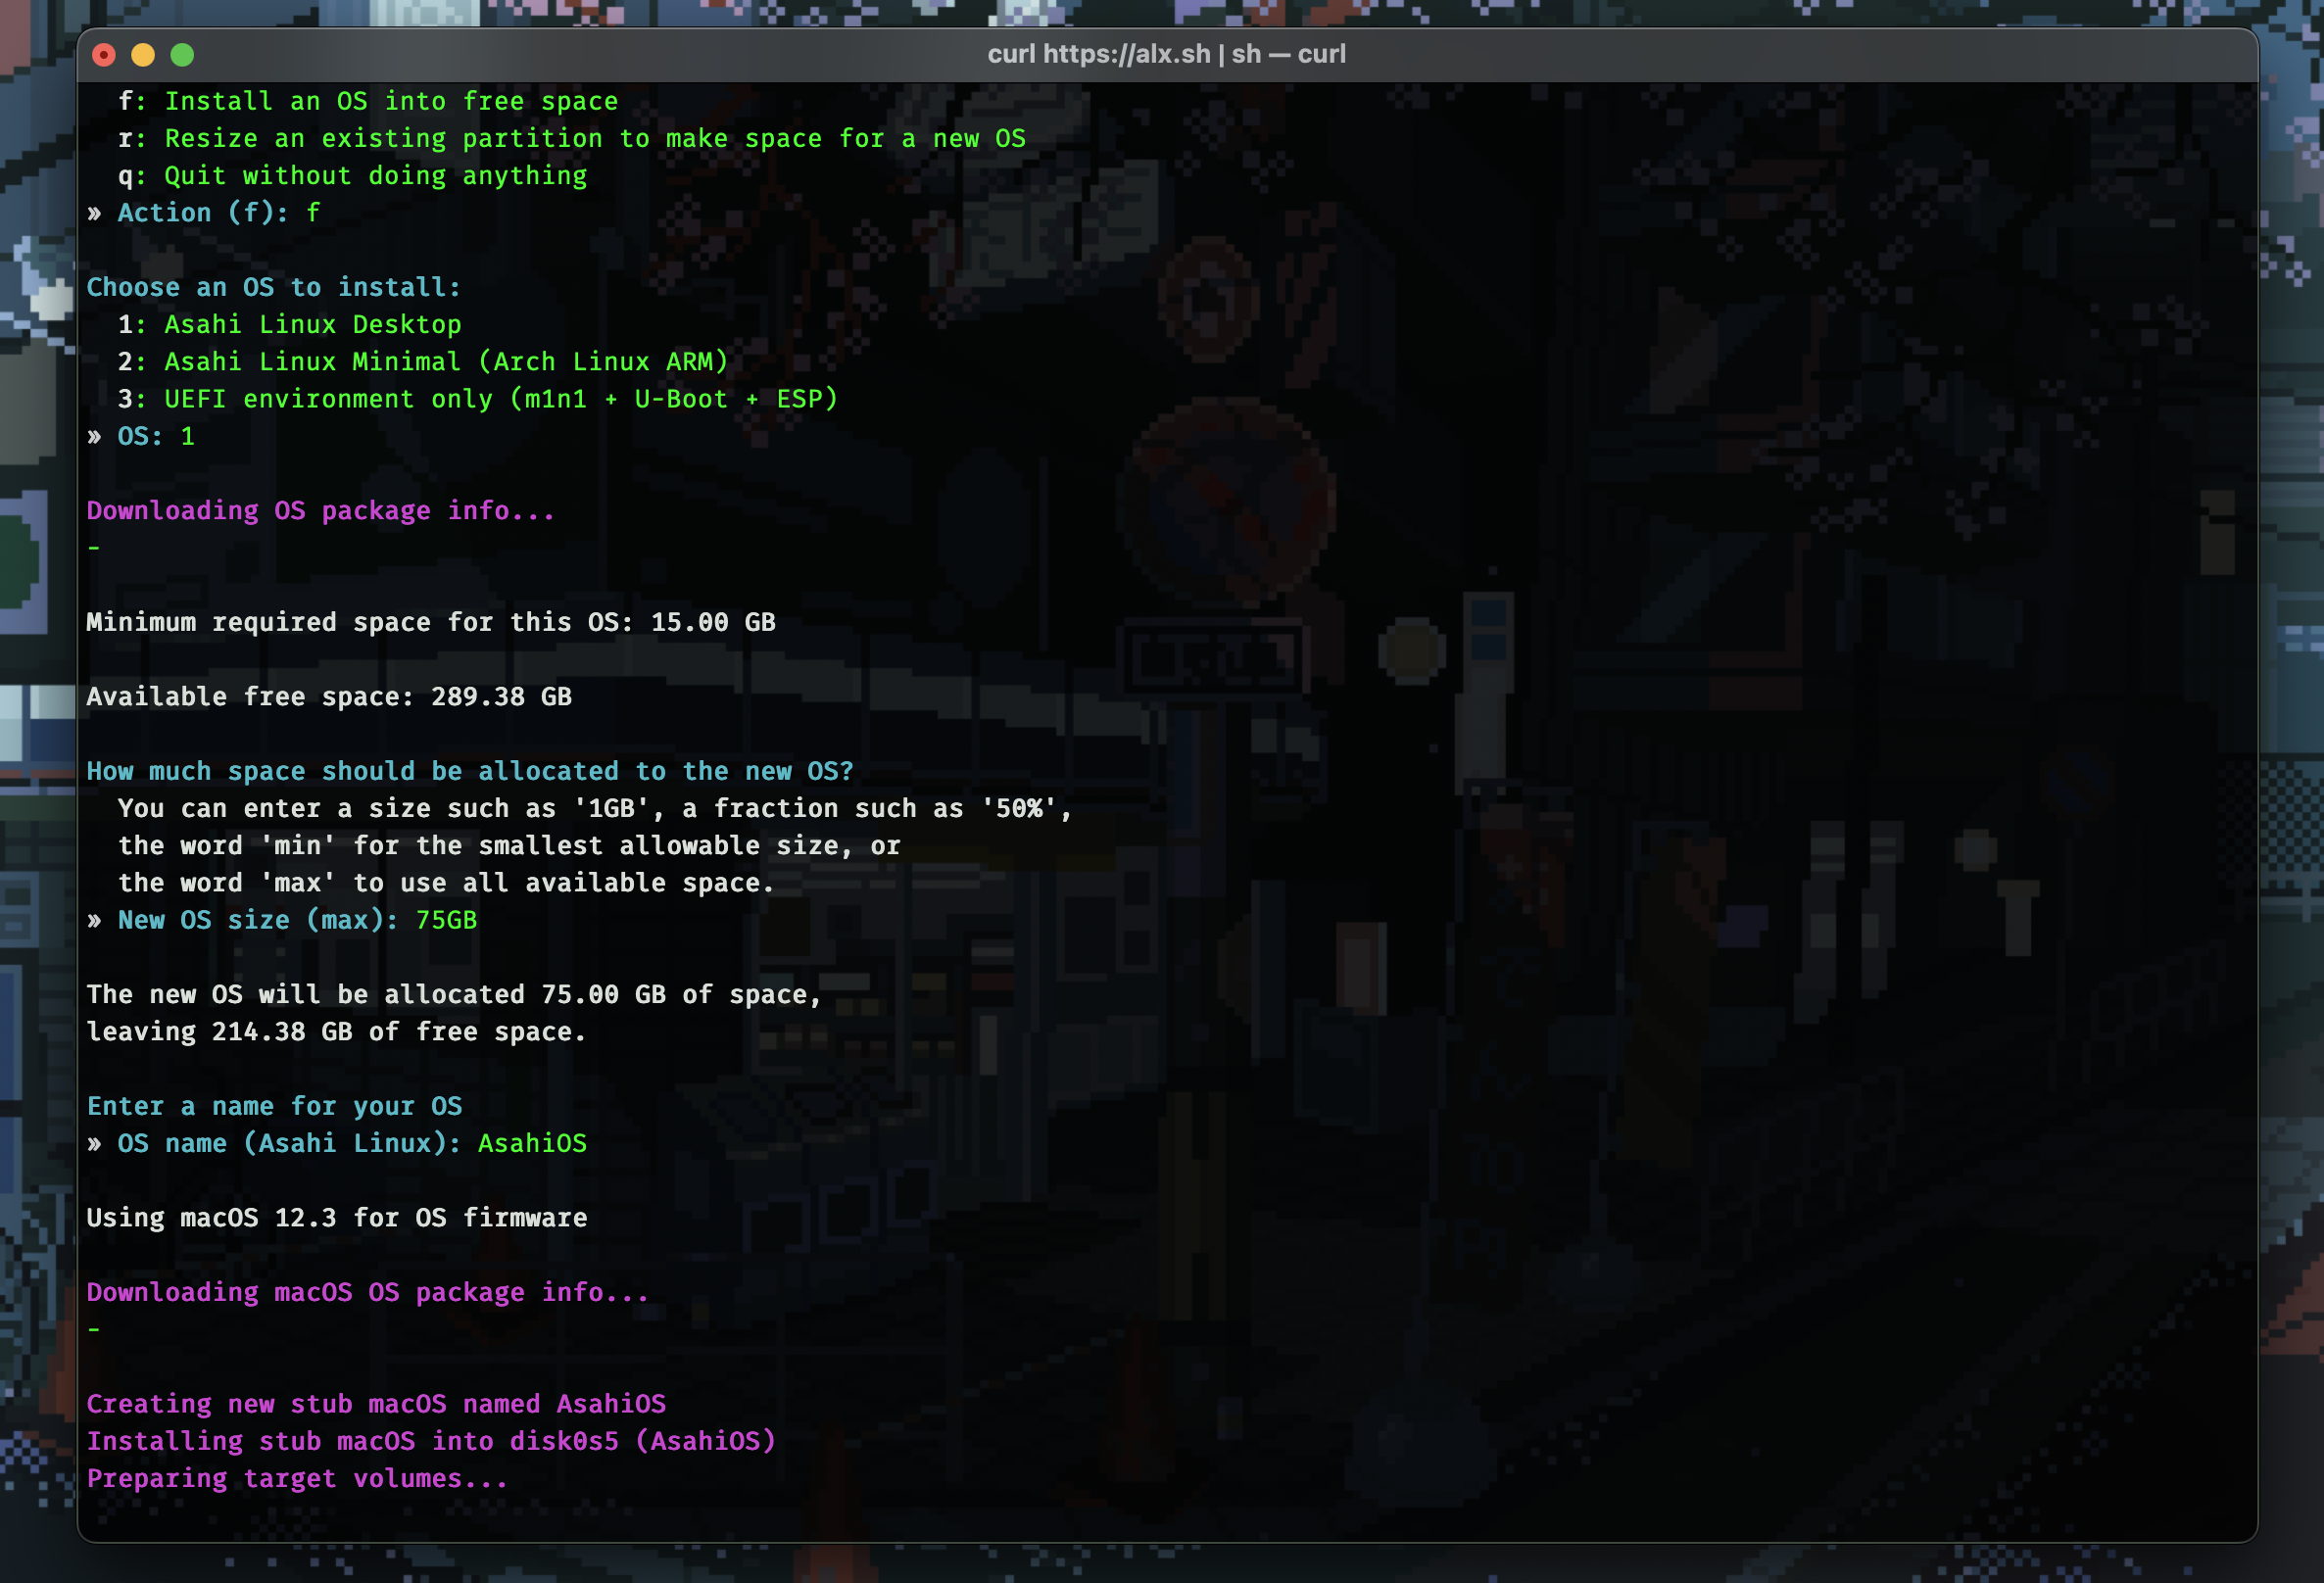 curl https://alx.sh | sh — curl
f: Install an OS into free space
r: Resize an existing partition to make space for a new OS
q: Quit without doing anything
» Action (f): f
Choose an OS to install:
1: Asahi Linux Desktop
2: Asahi Linux Minimal (Arch Linux ARM)
3: UEFI environment only (m1n1 + U-Boot + ESP)
» OS: 1
Downloading OS package info...
-
Minimum required space for this OS: 15.00 GB
Available free space: 289.38 GB
How much space should be allocated to the new OS?
You can enter a size such as '1GB', a fraction such as '50%',
the word 'min' for the smallest allowable size, or
the word 'max' to use all available space.
» New OS size (max): 75GB
The new OS will be allocated 75.00 GB of space,
leaving 214.38 GB of free space.
Enter a name for your OS
» OS name (Asahi Linux): AsahiOS
Using macOS 12.3 for OS firmware
Downloading macOS OS package info...
-
Creating new stub macOS named AsahiOS
Installing stub macOS into disk0s5 (AsahiOS)
Preparing target volumes...